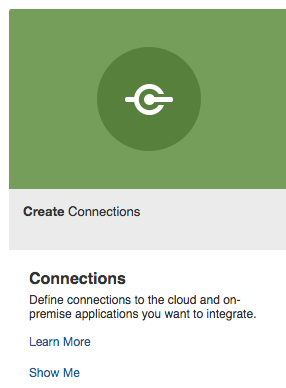 Create Connections
Connections
Define connections to the cloud and on-
premise applications you want to integrate.
Learn More
Show Me